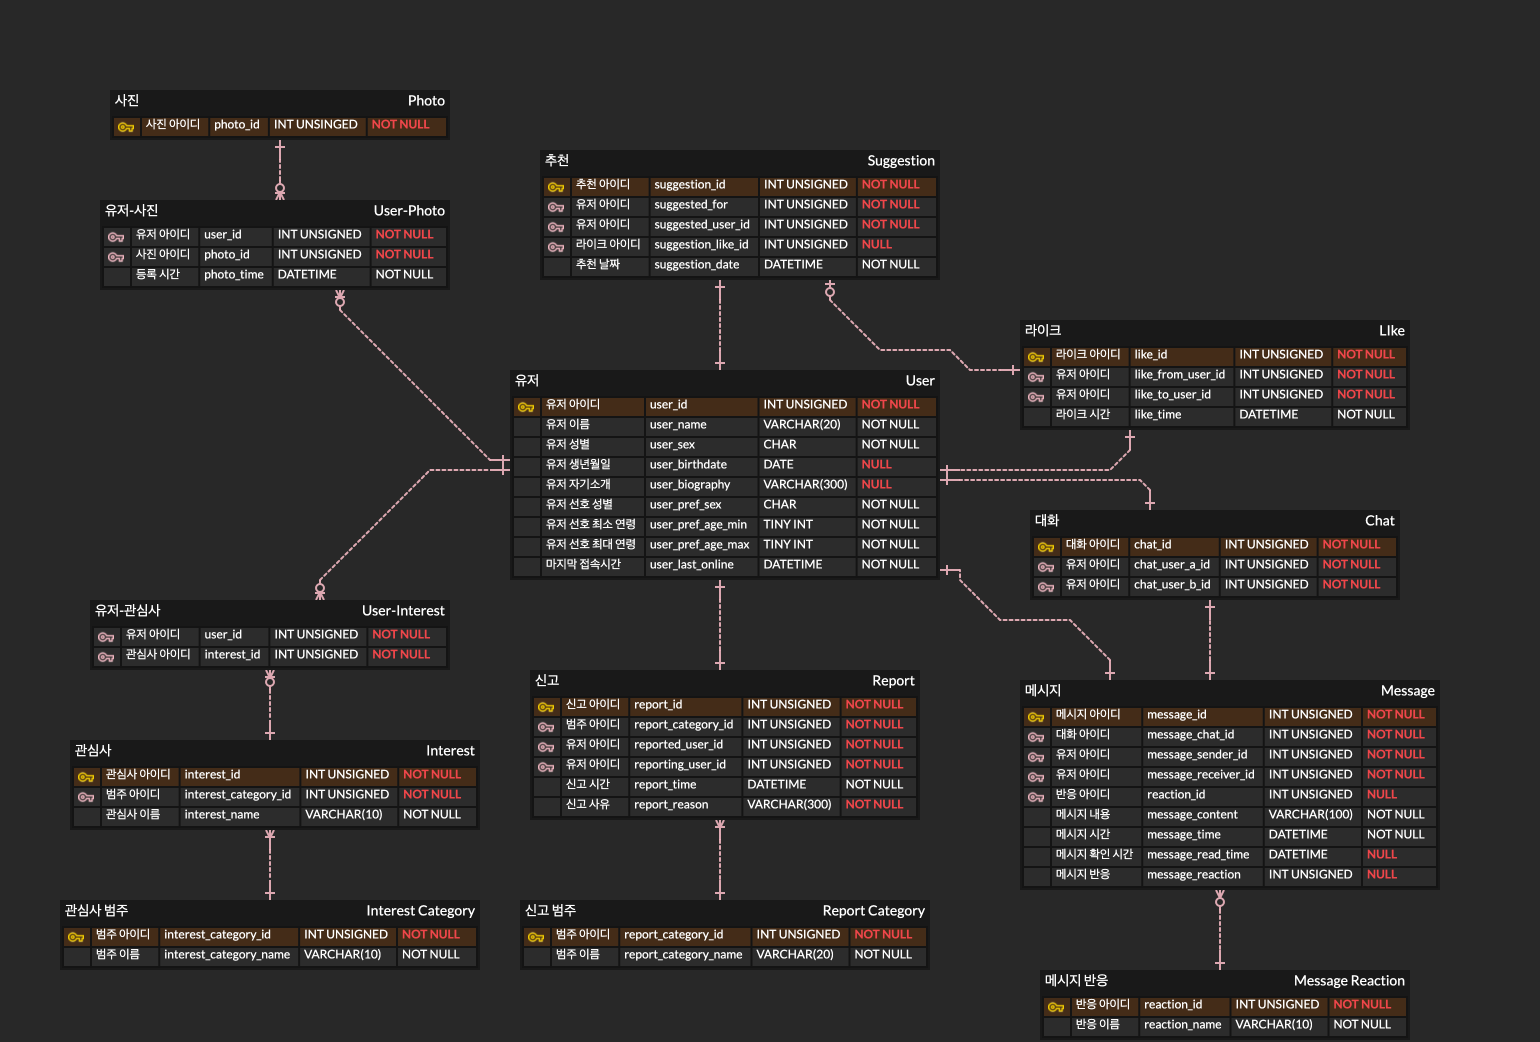 사진 Photo
사진 아이디 photo_id INT UNSINGED NOT NULL
유저-사진 User-Photo
유저 아이디 user_id INT UNSIGNED NOT NULL
사진 아이디 photo_id INT UNSIGNED NOT NULL
등록 시간 photo_time DATETIME NOT NULL
추천 Suggestion
추천 아이디 suggestion_id INT UNSIGNED NOT NULL
유저 아이디 suggested_for INT UNSIGNED NOT NULL
유저 아이디 suggested_user_id INT UNSIGNED NOT NULL
라이크 아이디 suggestion_like_id INT UNSIGNED NULL
추천 날짜 suggestion_date DATETIME NOT NULL
라이크 LIke
라이크 아이디 like_id INT UNSIGNED NOT NULL
유저 아이디 like_from_user_id INT UNSIGNED NOT NULL
유저 아이디 like_to_user_id INT UNSIGNED NOT NULL
라이크 시간 like_time DATETIME NOT NULL
유저 User
유저 아이디 user_id INT UNSIGNED NOT NULL
유저 이름 user_name VARCHAR(20) NOT NULL
유저 성별 user_sex CHAR NOT NULL
유저 생년월일 user_birthdate DATE NULL
유저 자기소개 user_biography VARCHAR(300) NULL
유저 선호 성별 user_pref_sex CHAR NOT NULL
유저 선호 최소 연령 user_pref_age_min TINY INT NOT NULL
유저 선호 최대 연령 user_pref_age_max TINY INT NOT NULL
마지막 접속시간 user_last_online DATETIME NOT NULL
대화 Chat
대화 아이디 chat_id INT UNSIGNED NOT NULL
유저 아이디 chat_user_a_id INT UNSIGNED NOT NULL
유저 아이디 chat_user_b_id INT UNSIGNED NOT NULL
유저-관심사 User-Interest
유저 아이디 user_id INT UNSIGNED NOT NULL
관심사 아이디 interest_id INT UNSIGNED NOT NULL
신고 Report
신고 아이디 report_id INT UNSIGNED NOT NULL
범주 아이디 report_category_id INT UNSIGNED NOT NULL
유저 아이디 reported_user_id INT UNSIGNED NOT NULL
유저 아이디 reporting_user_id INT UNSIGNED NOT NULL
신고 시간 report_time DATETIME NOT NULL
신고 사유 report_reason VARCHAR(300) NOT NULL
메시지 Message
메시지 아이디 message_id INT UNSIGNED NOT NULL
대화 아이디 message_chat_id INT UNSIGNED NOT NULL
유저 아이디 message_sender_id INT UNSIGNED NOT NULL
유저 아이디 message_receiver_id INT UNSIGNED NOT NULL
반응 아이디 reaction_id INT UNSIGNED NULL
메시지 내용 message_content VARCHAR(100) NOT NULL
메시지 시간 message_time DATETIME NOT NULL
메시지 확인 시간 message_read_time DATETIME NULL
메시지 반응 message_reaction INT UNSIGNED NULL
관심사 Interest
관심사 아이디 interest_id INT UNSIGNED NOT NULL
범주 아이디 interest_category_id INT UNSIGNED NOT NULL
관심사 이름 interest_name VARCHAR(10) NOT NULL
관심사 범주 Interest Category
범주 아이디 interest_category_id INT UNSIGNED NOT NULL
범주 이름 interest_category_name VARCHAR(10) NOT NULL
신고 범주 Report Category
범주 아이디 report_category_id INT UNSIGNED NOT NULL
범주 이름 report_category_name VARCHAR(20) NOT NULL
메시지 반응 Message Reaction
반응 아이디 reaction_id INT UNSIGNED NOT NULL
반응 이름 reaction_name VARCHAR(10) NOT NULL